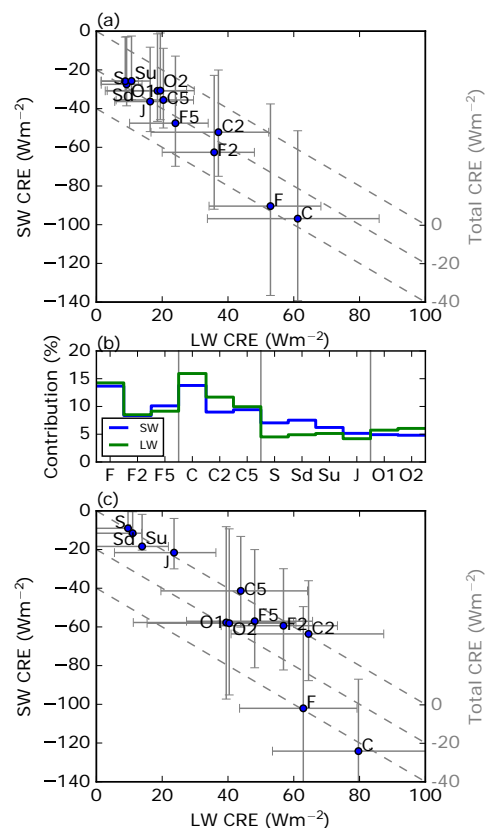 (a)
0
−20
−40
−60
−80
−100
−120
−140
SW CRE (Wm−2)
S
Su
Sd
O1
O2
C5
J
F5
C2
F2
F
C
0
-20
-40
Total CRE (Wm−2)
0 20 40 60 80 100
LW CRE (Wm−2)
(b)
20
15
10
5
0
Contribution (%)
SW
LW
F F2 F5 C C2 C5 S Sd Su J O1 O2
(c)
0
−20
−40
−60
−80
−100
−120
−140
SW CRE (Wm−2)
S
Sd
Su
J
C5
O1
O2
F5
F2
C2
F
C
0
-20
-40
Total CRE (Wm−2)
0 20 40 60 80 100
LW CRE (Wm−2)